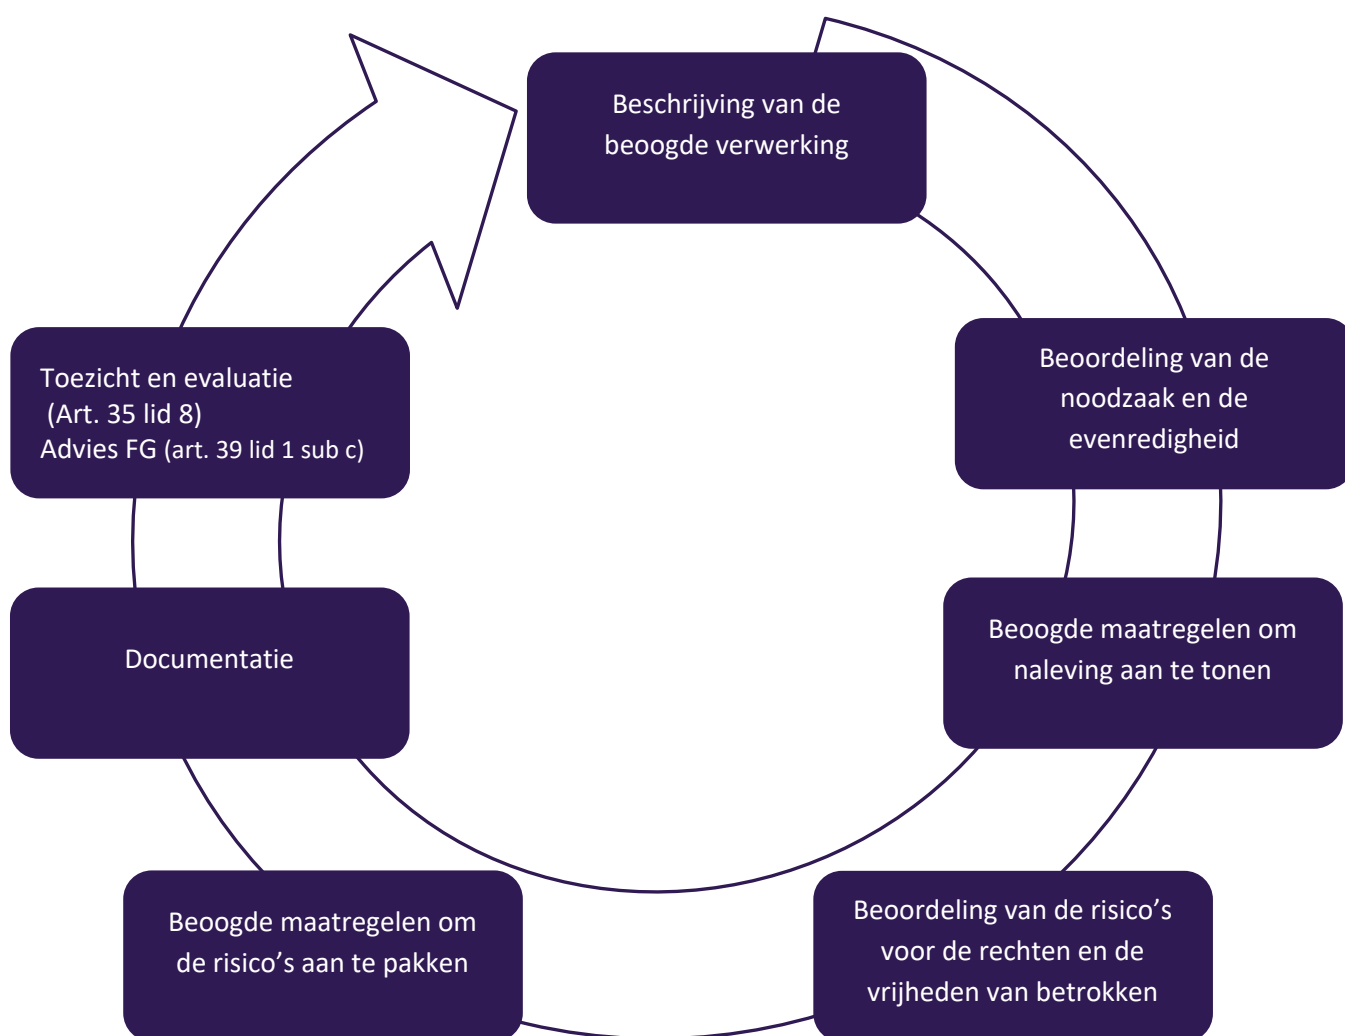 Beschrijving van de
beoogde verwerking
Beoordeling van de
noodzaak en de
evenredigheid
Beoogde maatregelen om
naleving aan te tonen
Beoordeling van de risico’s
voor de rechten en de
vrijheden van betrokken
Beoogde maatregelen om
de risico’s aan te pakken
Documentatie
Toezicht en evaluatie
(Art. 35 lid 8)
Advies FG (art. 39 lid 1 sub c)